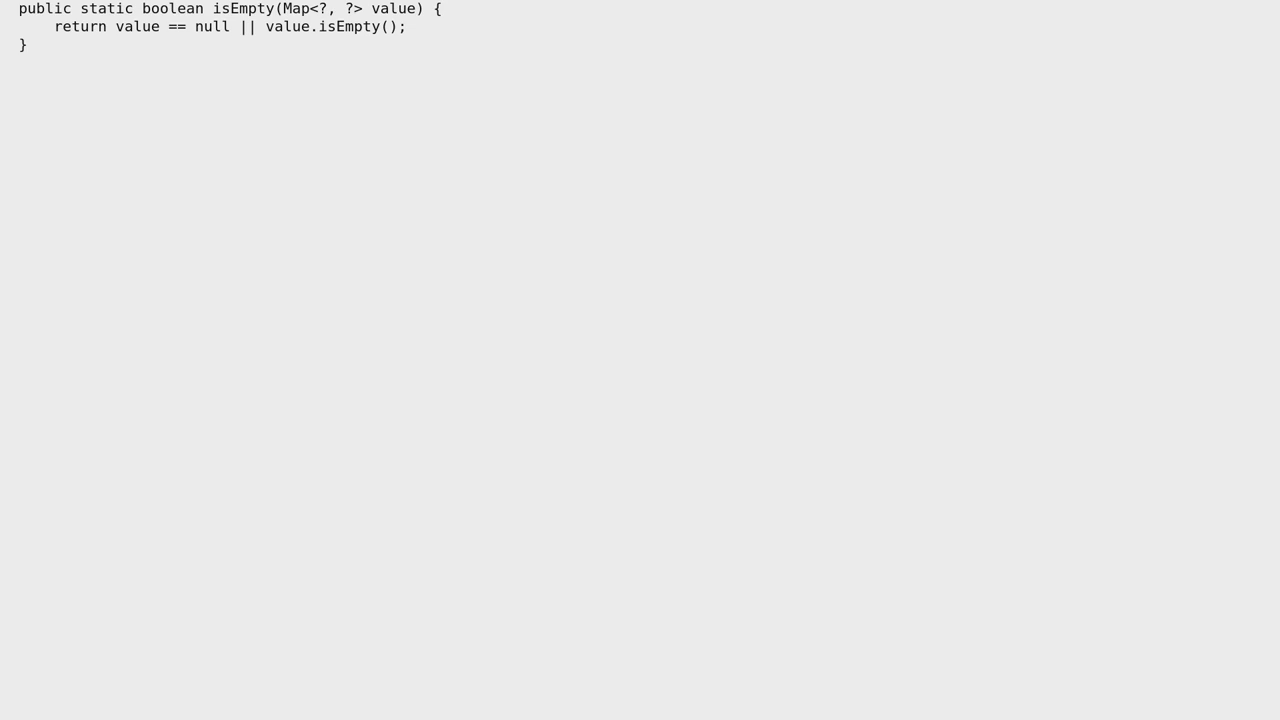 public static boolean isEmpty(Map<?, ?> value) {
    return value == null || value.isEmpty();
}